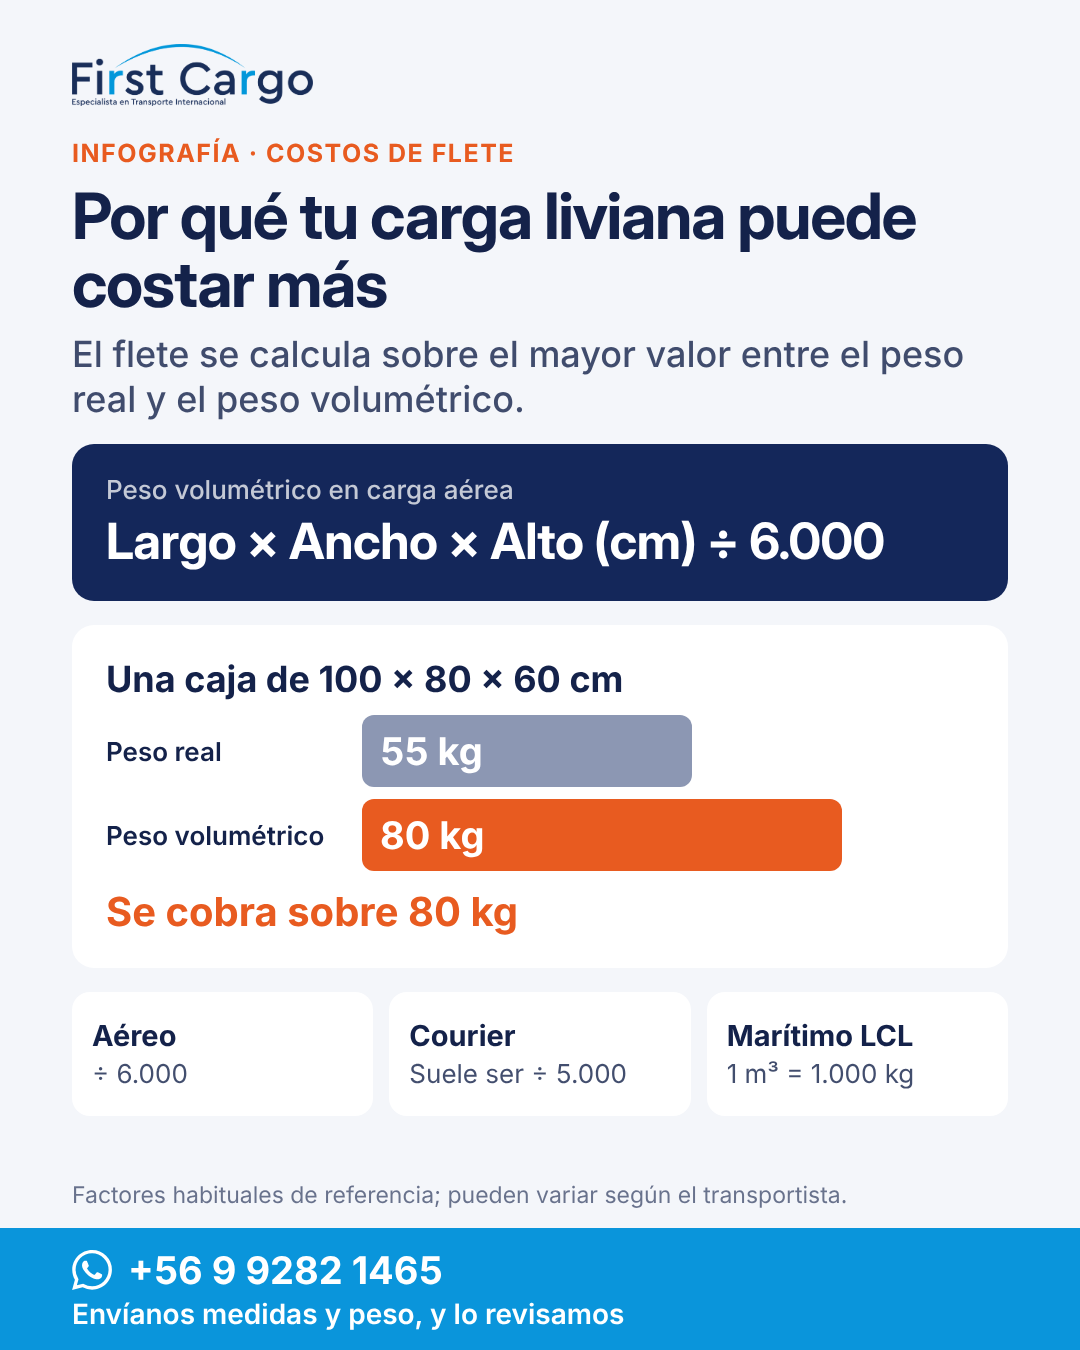 First Cargo
Especialista en Transporte Internacional
INFOGRAFÍA · COSTOS DE FLETE
Por qué tu carga liviana puede
costar más
El flete se calcula sobre el mayor valor entre el peso
real y el peso volumétrico.
Peso volumétrico en carga aérea
Largo × Ancho × Alto (cm) ÷ 6.000
Una caja de 100 × 80 × 60 cm
Peso real
55 kg
Peso volumétrico
80 kg
Se cobra sobre 80 kg
Aéreo
÷ 6.000
Courier
Suele ser ÷ 5.000
Marítimo LCL
1 m³ = 1.000 kg
Factores habituales de referencia; pueden variar según el transportista.
+56 9 9282 1465
Envíanos medidas y peso, y lo revisamos